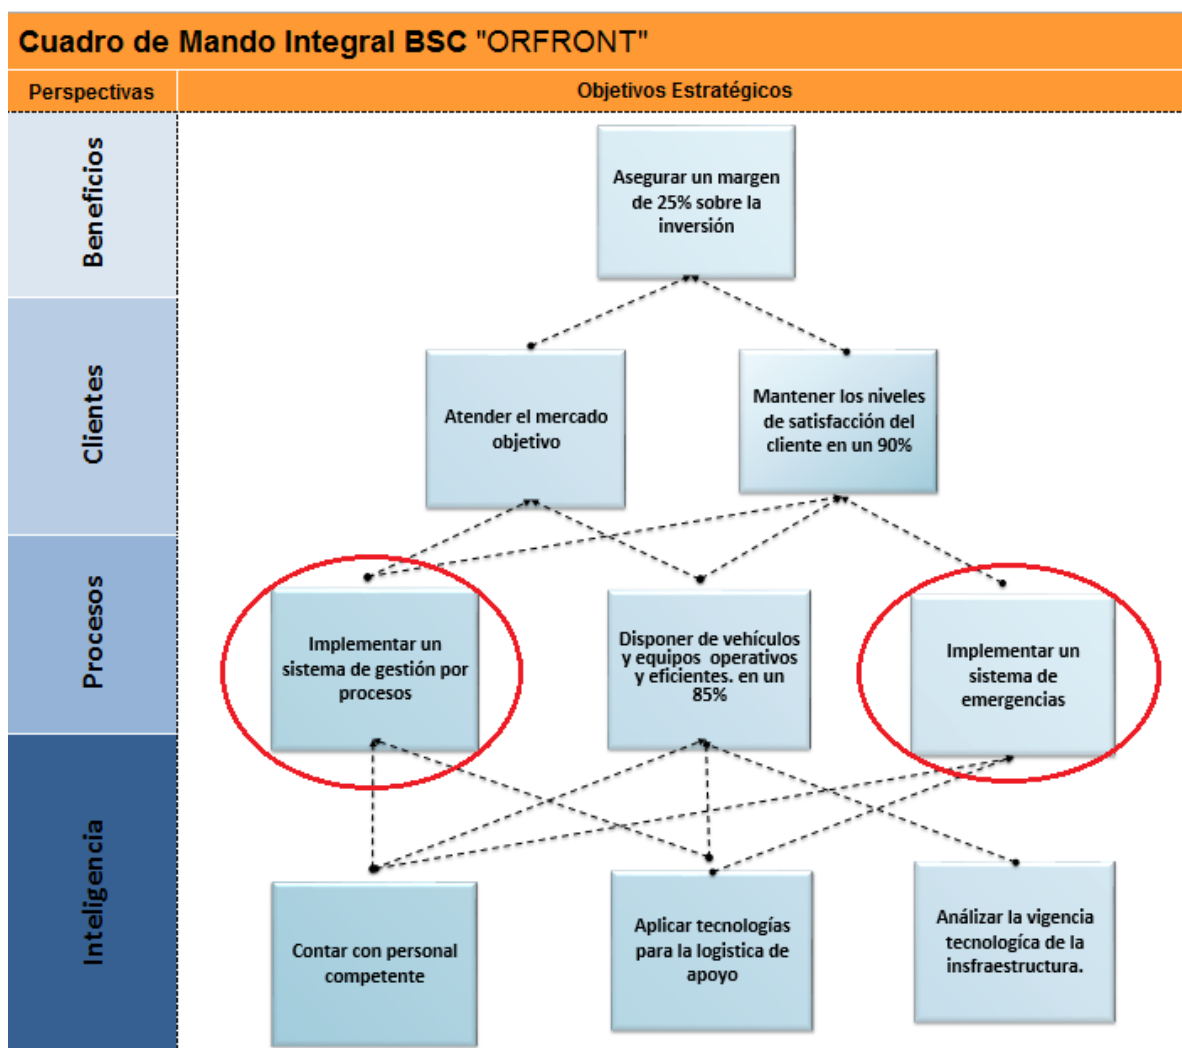 Cuadro de Mando Integral BSC "ORFRONT"
Perspectivas
Objetivos Estratégicos
Beneficios
Asegurar un margen
de 25% sobre la
inversión
Clientes
Atender el mercado
objetivo
Mantener los niveles
de satisfacción del
cliente en un 90%
Procesos
Implementar un
sistema de gestión por
procesos
Disponer de vehículos
y equipos operativos
y eficientes. en un
85%
Implementar un
sistema de
emergencias
Inteligencia
Contar con personal
competente
Aplicar tecnologías
para la logistica de
apoyo
Análizar la vigencia
tecnologíca de la
insfraestructura.